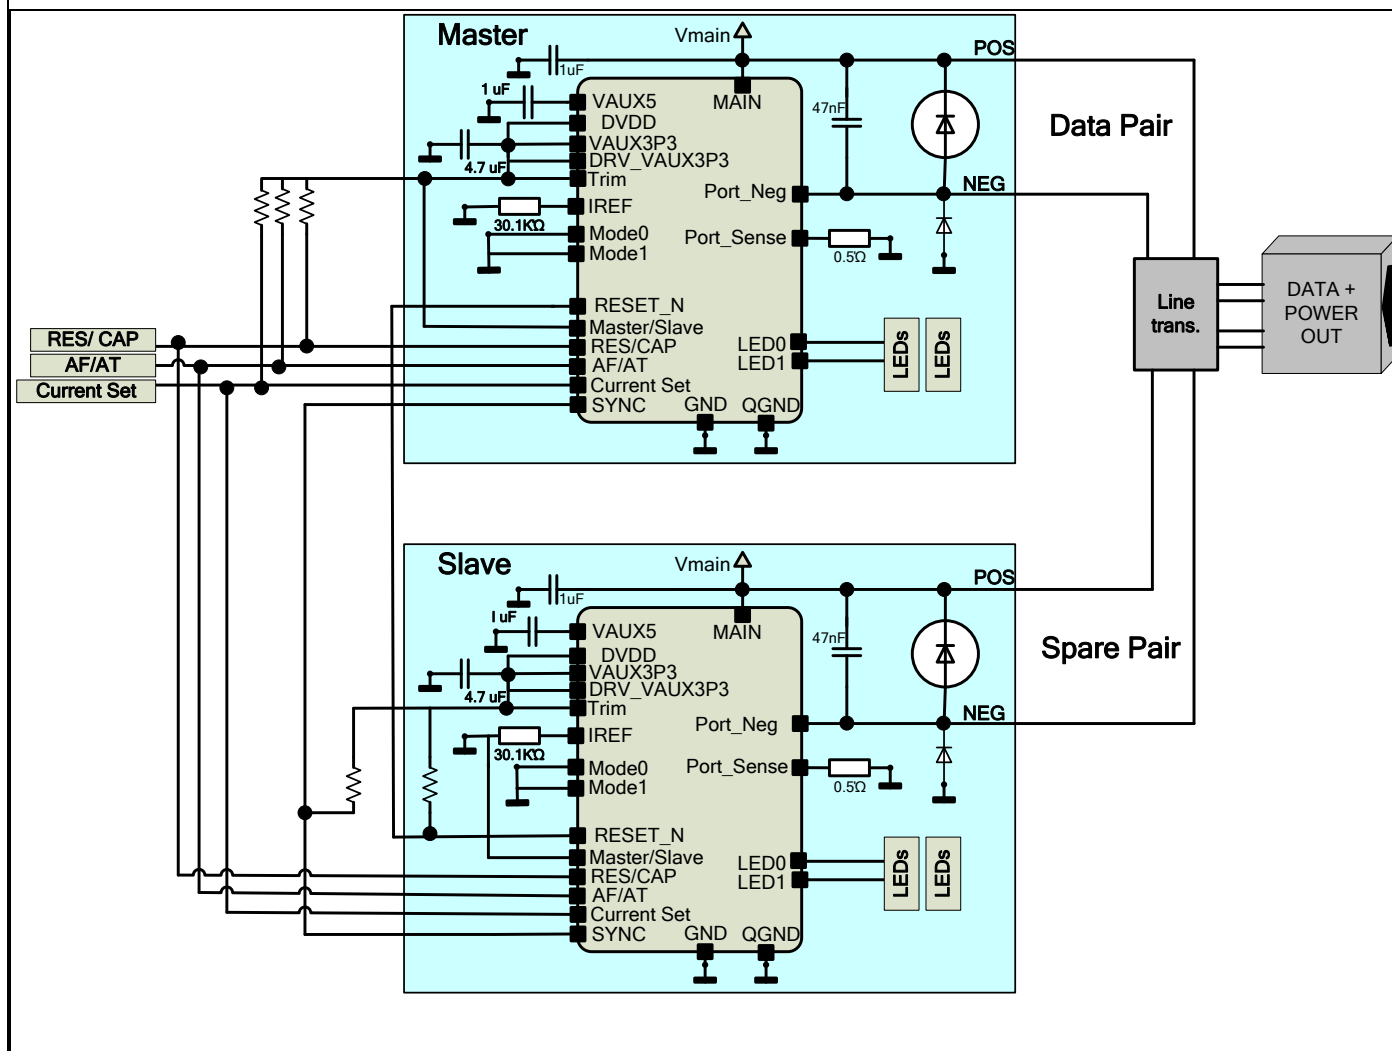 Master
Vmain
POS
1uF
1 uF
VAUX5
MAIN
DVDD
47nF
VAUX3P3
Data Pair
4.7 uF
DRV_VAUX3P3
Trim
Port_Neg
NEG
IREF
30.1KΩ
Mode0
Port_Sense
Mode1
0.5Ω
RESET_N
Line
trans.
DATA +
POWER
OUT
Master/Slave
RES/ CAP
RES/CAP
LED0
LEDs
LEDs
AF/AT
AF/AT
LED1
Current Set
Current Set
SYNC
GND
QGND
Slave
Vmain
POS
1uF
I uF
VAUX5
MAIN
DVDD
47nF
Spare Pair
VAUX3P3
4.7 uF
DRV_VAUX3P3
Trim
Port_Neg
NEG
IREF
30.1KΩ
Mode0
Port_Sense
Mode1
0.5Ω
RESET_N
Master/Slave
LED0
LEDs
LEDs
RES/CAP
LED1
AF/AT
Current Set
SYNC
GND
QGND